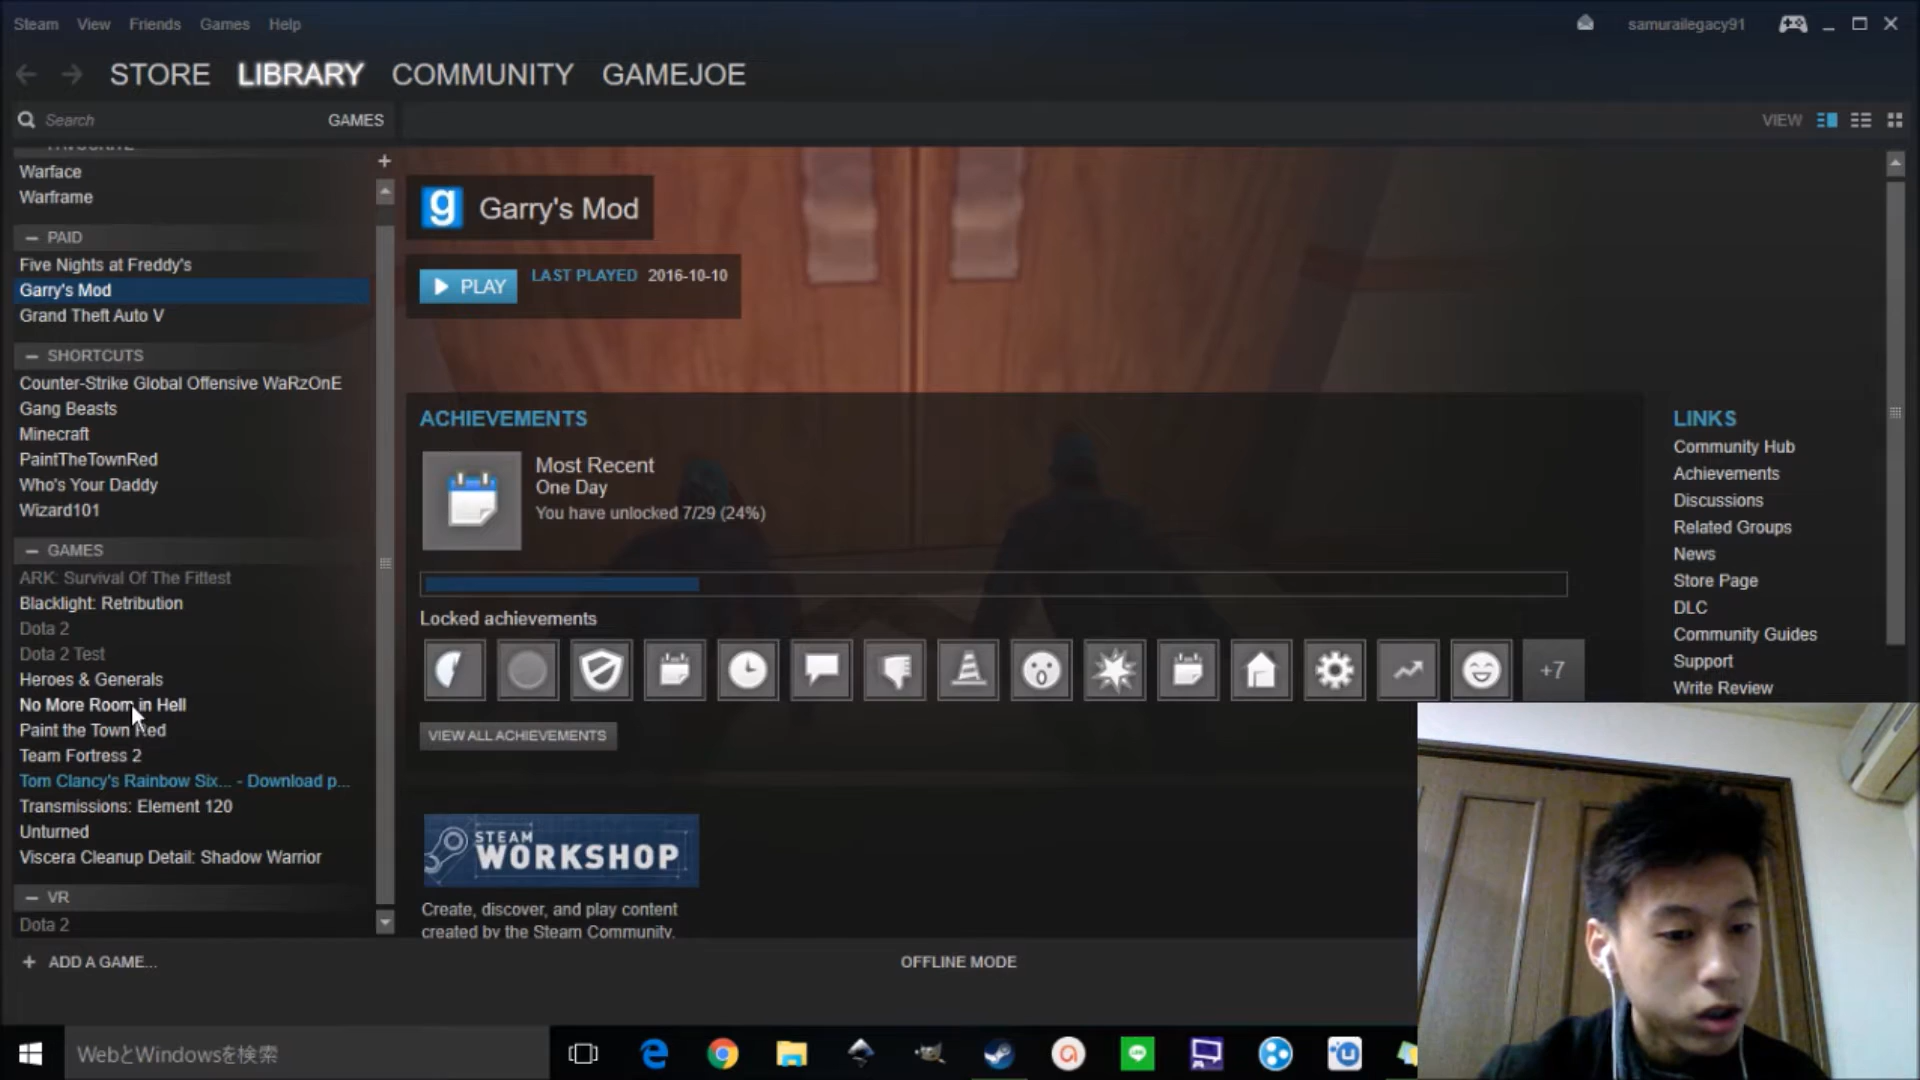 Steam View Friends Games Help
samurailegacy91
STORE LIBRARY COMMUNITY GAMEJOE
Search GAMES
VIEW
FAVOURITE
Warface
Warframe
PAID
Five Nights at Freddy's
Garry's Mod
Grand Theft Auto V
SHORTCUTS
Counter-Strike Global Offensive WaRzOnE
Gang Beasts
Minecraft
PaintTheTownRed
Who's Your Daddy
Wizard101
GAMES
ARK: Survival Of The Fittest
Blacklight: Retribution
Dota 2
Dota 2 Test
Heroes & Generals
No More Room in Hell
Paint the Town Red
Team Fortress 2
Tom Clancy's Rainbow Six... - Download p...
Transmissions: Element 120
Unturned
Viscera Cleanup Detail: Shadow Warrior
VR
Dota 2
+ ADD A GAME...
g Garry's Mod
PLAY LAST PLAYED 2016-10-10
ACHIEVEMENTS
Most Recent
One Day
You have unlocked 7/29 (24%)
Locked achievements
+7
VIEW ALL ACHIEVEMENTS
STEAM
WORKSHOP
Create, discover, and play content
created by the Steam Community.
LINKS
Community Hub
Achievements
Discussions
Related Groups
News
Store Page
DLC
Community Guides
Support
Write Review
OFFLINE MODE
WebとWindowsを検索